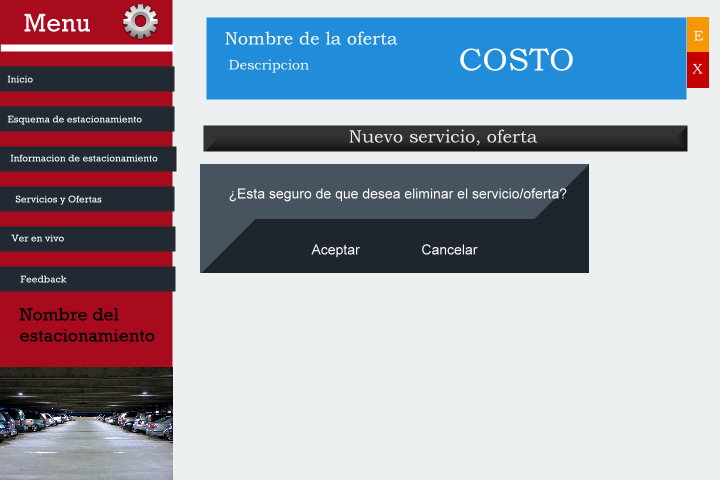 Menu
Inicio
Esquema de estacionamiento
Informacion de estacionamiento
Servicios y Ofertas
Ver en vivo
Feedback
Nombre del
estacionamiento
Nombre de la oferta
Descripcion
COSTO
E
X
Nuevo servicio, oferta
¿Esta seguro de que desea eliminar el servicio/oferta?
Aceptar
Cancelar